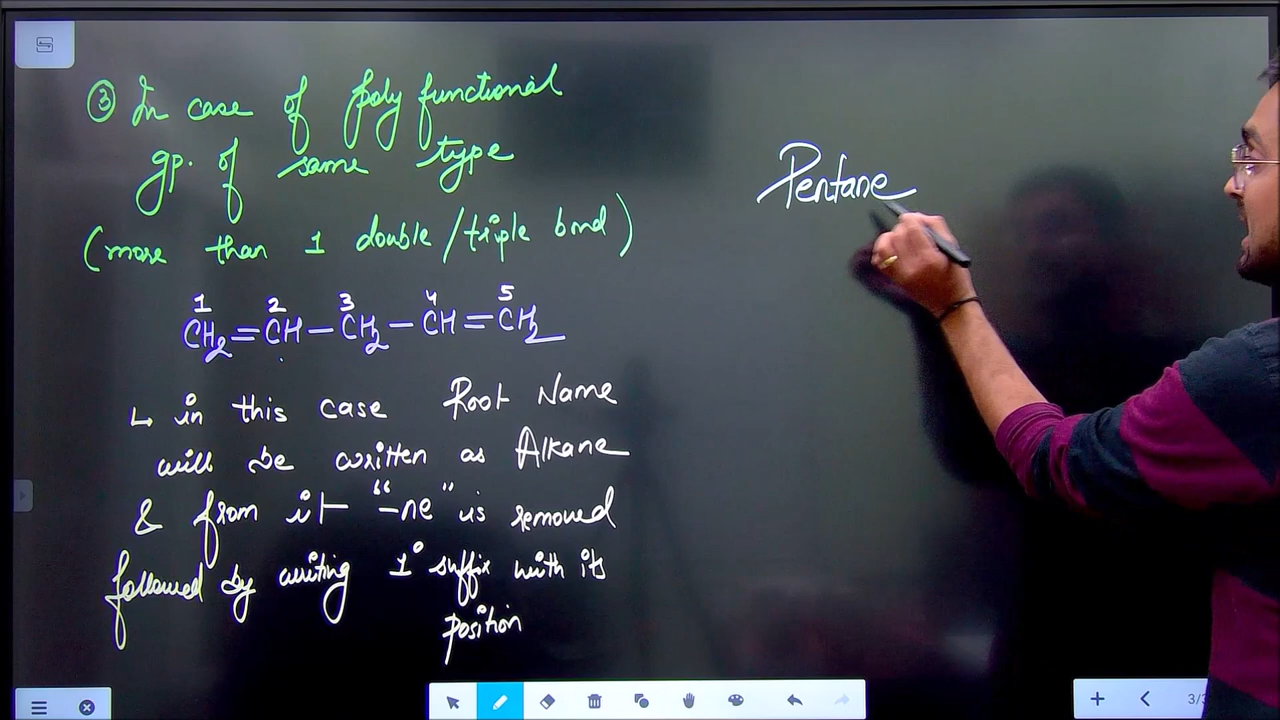 ③ In case of poly functional
gp. of same type
(more than 1 double/triple bond)
1 2 3 4 5
CH2=CH-CH2-CH=CH2
↳ in this case Root Name
will be written as Alkane
& from it "-ne" is removed
followed by writing 1° suffix with its
position
Pentane
3/3